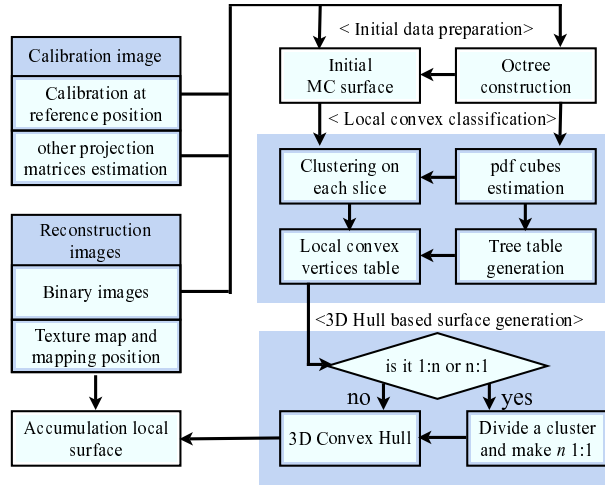 Calibration image
Calibration at
reference position
other projection
matrices estimation
Reconstruction
images
Binary images
Texture map and
mapping position
Accumulation local
surface
< Initial data preparation>
Initial
MC surface
Octree
construction
< Local convex classification>
Clustering on
each slice
pdf cubes
estimation
Local convex
vertices table
Tree table
generation
<3D Hull based surface generation>
is it 1:n or n:1
no
yes
3D Convex Hull
Divide a cluster
and make n 1:1